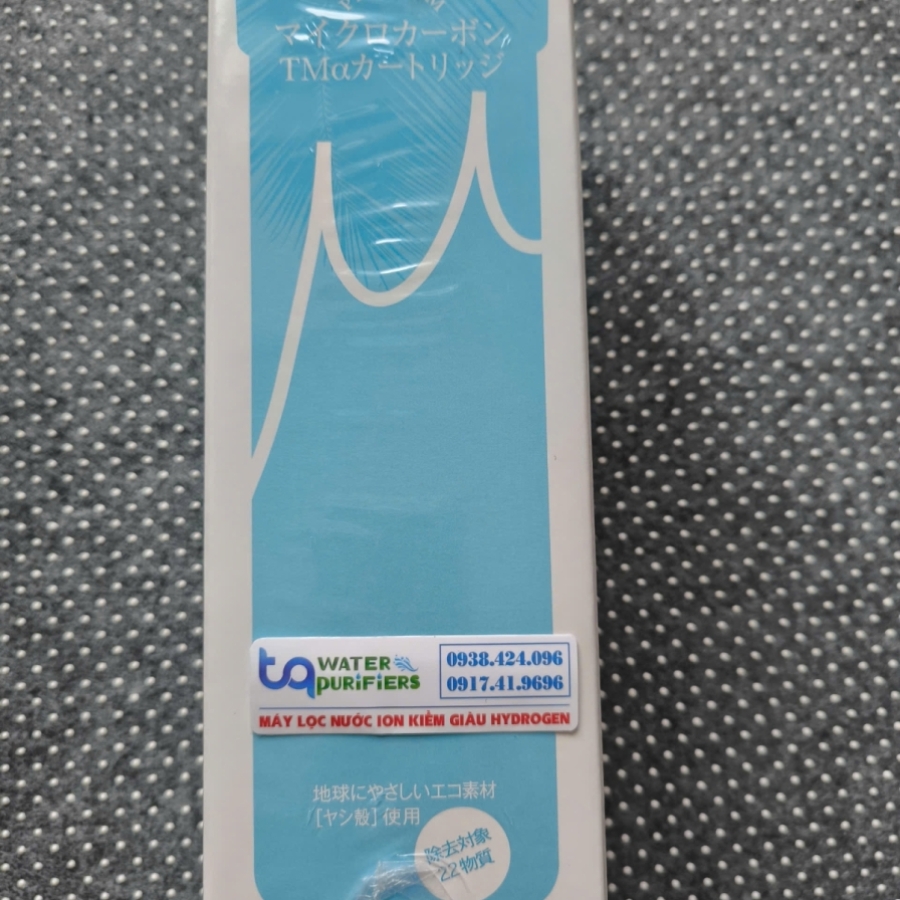 マイクロカーボン
TMαカートリッジ
tq WATER PURIFIERS
0938.424.096
0917.41.9696
MÁY LỌC NƯỚC ION KIỀM GIÀU HYDROGEN
地球にやさしいエコ素材
[ヤシ殻]使用
除去対象
22物質